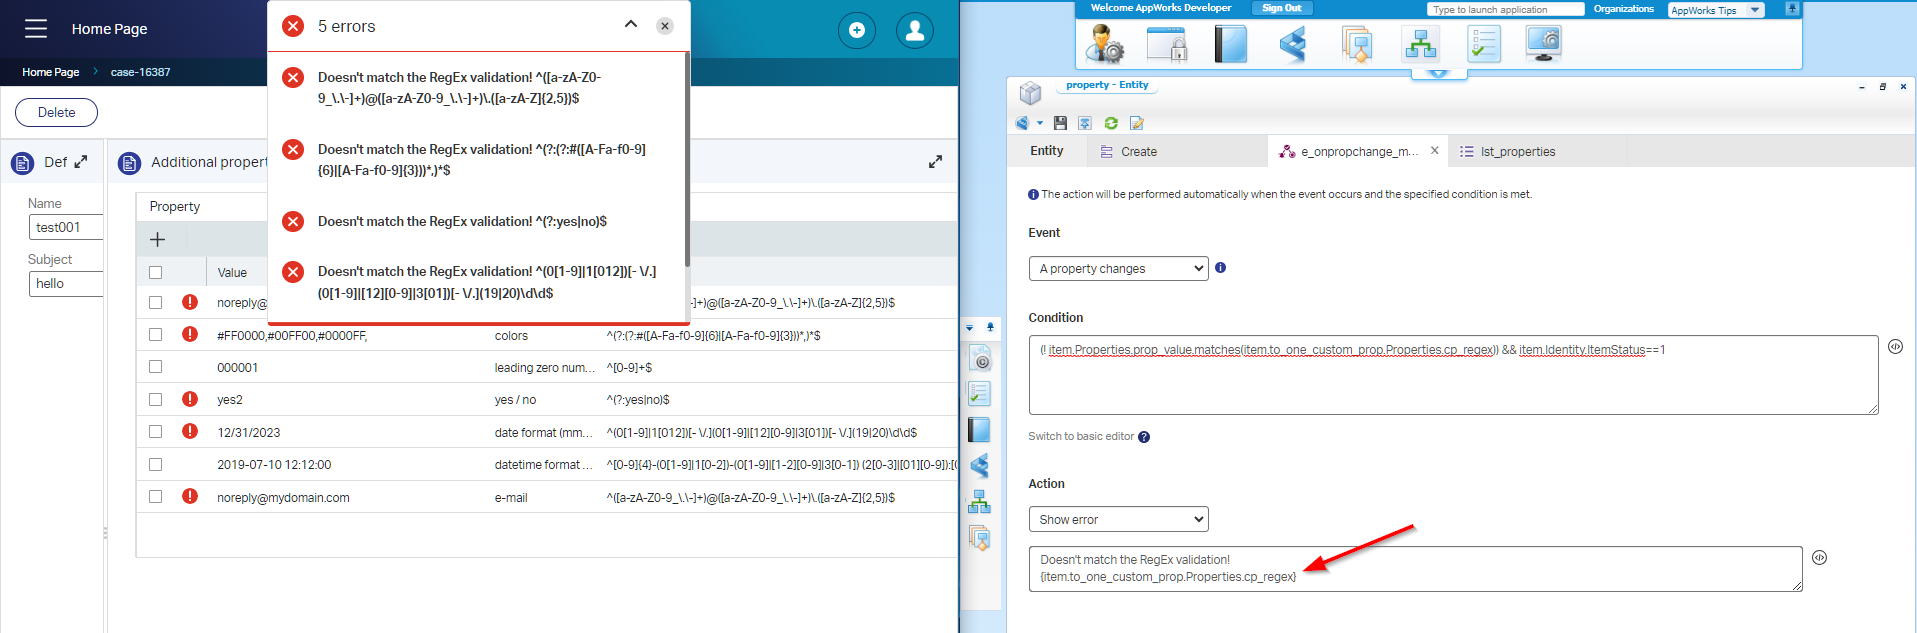 Home Page
Home Page > case-16387
Delete
Def
Additional propert
Name
test001
Subject
hello
5 errors
Doesn't match the RegEx validation! ^([a-zA-Z0-
9_\.\-]+)@([a-zA-Z0-9_\.\-]+)\.([a-zA-Z]{2,5})$
Doesn't match the RegEx validation! ^(?:(?:#([A-Fa-f0-9]
{6}|[A-Fa-f0-9]{3}))*,)*$
Doesn't match the RegEx validation! ^(?:yes|no)$
Doesn't match the RegEx validation! ^(0[1-9]|1[012])[- \/.]
(0[1-9]|[12][0-9]|3[01])[- \/.](19|20)\d\d$
Property
Value
noreply@ -]+)@([a-zA-Z0-9_\.\-]+)\.([a-zA-Z]{2,5})$
#FF0000,#00FF00,#0000FF, colors ^(?:(?:#([A-Fa-f0-9]{6}|[A-Fa-f0-9]{3}))*,)*$
000001 leading zero num... ^[0-9]+$
yes2 yes / no ^(?:yes|no)$
12/31/2023 date format (mm... ^(0[1-9]|1[012])[- \/.](0[1-9]|[12][0-9]|3[01])[- \/.](19|20)\d\d$
2019-07-10 12:12:00 datetime format ... ^[0-9]{4}-(0[1-9]|1[0-2])-(0[1-9]|[1-2][0-9]|3[0-1]) (2[0-3]|[01][0-9]):[0
noreply@mydomain.com e-mail ^([a-zA-Z0-9_\.\-]+)@([a-zA-Z0-9_\.\-]+)\.([a-zA-Z]{2,5})$
Welcome AppWorks Developer Sign Out Type to launch application Organizations AppWorks Tips
property - Entity
Entity Create e_onpropchange_m... lst_properties
The action will be performed automatically when the event occurs and the specified condition is met.
Event
A property changes
Condition
(! item.Properties.prop_value.matches(item.to_one_custom_prop.Properties.cp_regex)) && item.Identity.ItemStatus==1
Switch to basic editor
Action
Show error
Doesn't match the RegEx validation!
{item.to_one_custom_prop.Properties.cp_regex}